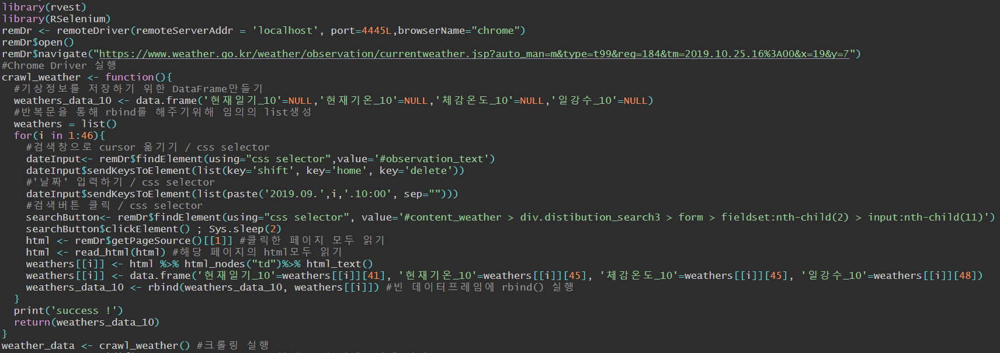 library(rvest)
library(RSelenium)
remDr <- remoteDriver(remoteServerAddr = 'localhost', port=4445L,browserName="chrome")
remDr$open()
remDr$navigate("https://www.weather.go.kr/weather/observation/currentweather.jsp?auto_man=m&type=t99&reg=184&tm=2019.10.25.16%3A00&x=19&y=7")
#Chrome Driver 실행
crawl_weather <- function(){
  #기상정보를 저장하기 위한 DataFrame만들기
  weathers_data_10 <- data.frame('현재일기_10'=NULL,'현재기온_10'=NULL,'체감온도_10'=NULL,'일강수_10'=NULL)
  #반복문을 통해 rbind를 해주기위해 임의의 list생성
  weathers = list()
  for(i in 1:46){
    #검색창으로 cursor 옮기기 / css selector
    dateInput<- remDr$findElement(using="css selector",value='#observation_text')
    dateInput$sendKeysToElement(list(key='shift', key='home', key='delete'))
    #'날짜' 입력하기 / css selector
    dateInput$sendKeysToElement(list(paste('2019.09.',i,'.10:00', sep="")))
    #검색버튼 클릭 / css selector
    searchButton<- remDr$findElement(using="css selector", value='#content_weather > div.distibution_search3 > form > fieldset:nth-child(2) > input:nth-child(11)')
    searchButton$clickElement() ; Sys.sleep(2)
    html <- remDr$getPageSource()[[1]] #클릭한 페이지 모두 읽기
    html <- read_html(html) #해당 페이지의 html모두 읽기
    weathers[[i]] <- html %>% html_nodes("td")%>% html_text()
    weathers[[i]] <- data.frame('현재일기_10'=weathers[[i]][41], '현재기온_10'=weathers[[i]][45], '체감온도_10'=weathers[[i]][45], '일강수_10'=weathers[[i]][48])
    weathers_data_10 <- rbind(weathers_data_10, weathers[[i]]) #빈 데이터프레임에 rbind() 실행
  }
  print('success !')
  return(weathers_data_10)
}
weather_data <- crawl_weather() #크롤링 실행